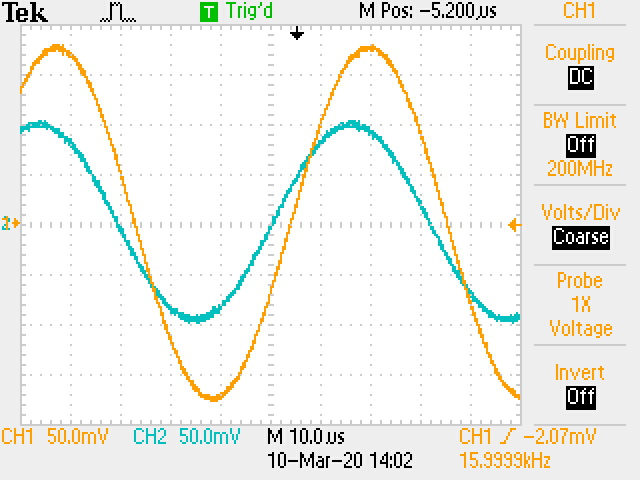 Tek T Trig'd M Pos: −5.200µs CH1
Coupling
DC
BW Limit
Off
200MHz
Volts/Div
Coarse
2
Probe
1X
Voltage
Invert
Off
CH1 50.0mV CH2 50.0mV M 10.0µs CH1 −2.07mV
10−Mar−20 14:02 15.9999kHz